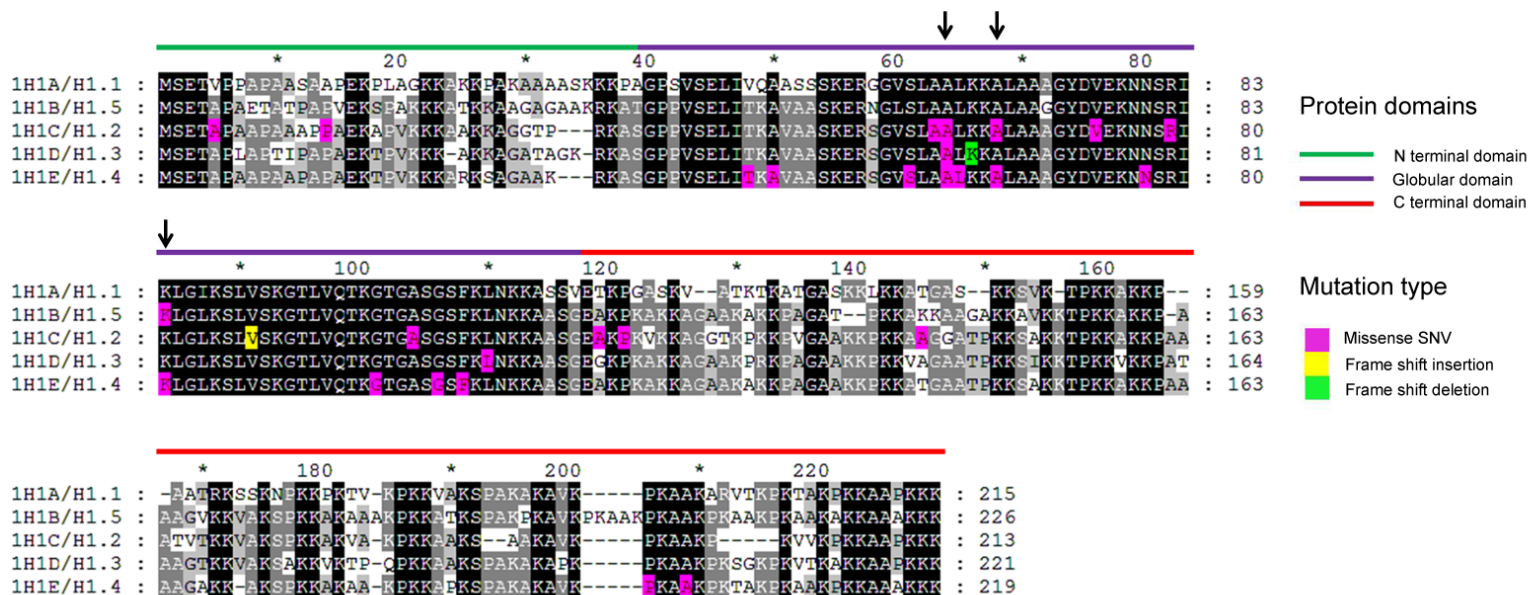 * 20 * 40 * 60 * 80
1H1A/H1.1 : MSETVPPAPAASAAPEKPLAGKKAKKPAKAAAASKKKPAGPSVSELIVQAASSSKERGGVSLAALKKALAAAGYDVEKNNSRI : 83
1H1B/H1.5 : MSETAPAETATPAPVEKSPAKKKATKKAAGAGAAKRKATGPPVSELITKAVAASKERNGLSLAALKKALAAGGYDVEKNNSRI : 83
1H1C/H1.2 : MSETAPAAPAAAPPAEKAPVKKKAAKKAGGTP---RKASGPPVSELITKAVAASKERSGVSLAALKKALAAAGYDVEKNNSRI : 80
1H1D/H1.3 : MSETAPLAPTIPAPAEKTPVKKK-AKKAGATAGK-RKASGPPVSELITKAVAASKERSGVSLAALKKALAAAGYDVEKNNSRI : 81
1H1E/H1.4 : MSETAPAAPAAPAPAEKTPVKKKARKSAGAAK---RKASGPPVSELITKAVAASKERSGVSLAALKKALAAAGYDVEKNNSRI : 80
Protein domains
N terminal domain
Globular domain
C terminal domain
* 100 * 120 * 140 * 160
1H1A/H1.1 : KLGIKSLVSKGTLVQTKGTGASGSFKLNKKASSVETKPGASKV--ATKTKATGASKKLKKATGAS--KKSVK-TPKKAKKP-- : 159
1H1B/H1.5 : KLGLKSLVSKGTLVQTKGTGASGSFKLNKKAASGEAKPKAKKAGAAKAKKPAGAT--PKKAKKAAGAKKAVKKTPKKAKKP-A : 163
1H1C/H1.2 : KLGLKSLVSKGTLVQTKGTGASGSFKLNKKAASGEAKPKVKKAGGTKPKKPVGAAKKPKKAAGGATPKKSAKKTPKKAKKPAA : 163
1H1D/H1.3 : KLGLKSLVSKGTLVQTKGTGASGSFKLNKKAASGEGKPKAKKAGAAKPRKPAGAAKKPKKVAGAATPKKSIKKTPKKVKKPAT : 164
1H1E/H1.4 : KLGLKSLVSKGTLVQTKGTGASGSFKLNKKAASGEAKPKAKKAGAAKAKKPAGAAKKPKKATGAATPKKSAKKTPKKAKKPAA : 163
Mutation type
Missense SNV
Frame shift insertion
Frame shift deletion
* 180 * 200 * 220
1H1A/H1.1 : -AATRKSSKNPKKPKTV-KPKKVAKSPAKAKAVK-----PKAAKARVTKPKTAKPKKAAPKKK : 215
1H1B/H1.5 : AAGVKKVAKSPKKAKAAAKPKKATKSPAKPKAVKPKAAKPKAAKPKAAKPKAAKAKKAAAKKK : 226
1H1C/H1.2 : ATVTKKVAKSPKKAKVA-KPKKAAKS--AAKAVK-----PKAAKP-----KVVKPKKAAPKKK : 213
1H1D/H1.3 : AAGTKKVAKSAKKVKTP-QPKKAAKSPAKAKAPK-----PKAAKPKSGKPKVTKAKKAAPKKK : 221
1H1E/H1.4 : AAGAKK-AKSPKKAKAA-KPKKAPKSPAKAKAVK-----PKAAKPKTAKPKAAKPKKAAAKKK : 219